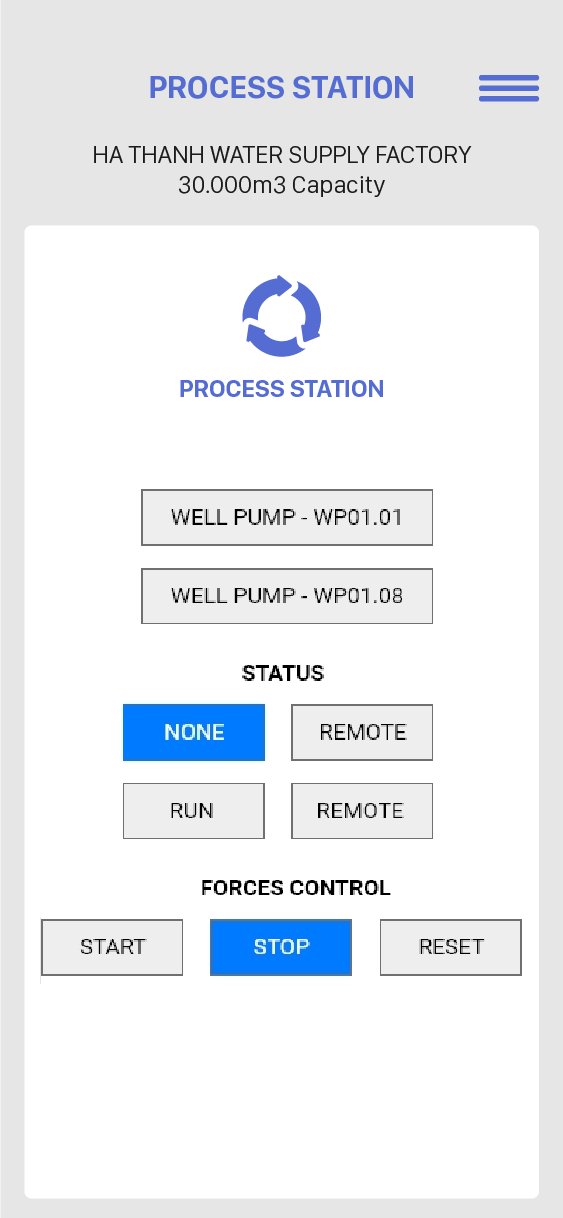 PROCESS STATION
HA THANH WATER SUPPLY FACTORY
30.000m3 Capacity
PROCESS STATION
WELL PUMP - WP01.01
WELL PUMP - WP01.08
STATUS
NONE REMOTE
RUN REMOTE
FORCES CONTROL
START STOP RESET